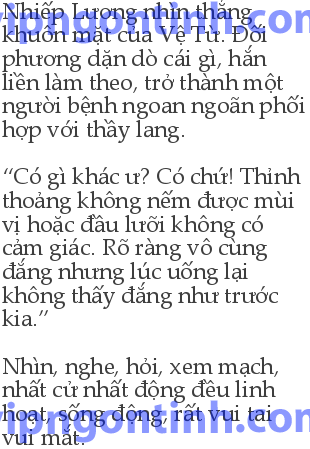 Nhiếp Lương nhìn thẳng
khuôn mặt của Vệ Từ. Đối
phương dặn dò cái gì, hắn
liền làm theo, trở thành một
người bệnh ngoan ngoãn phối
hợp với thầy lang.
“Có gì khác ư? Có chứ! Thỉnh
thoảng không nếm được mùi
vị hoặc đầu lưỡi không có
cảm giác. Rõ ràng vô cùng
đắng nhưng lúc uống lại
không thấy đắng như trước
kia.”
Nhìn, nghe, hỏi, xem mạch,
nhất cử nhất động đều linh
hoạt, sống động, rất vui tai
vui mắt.
vipngontinh.com
vipngontinh.com